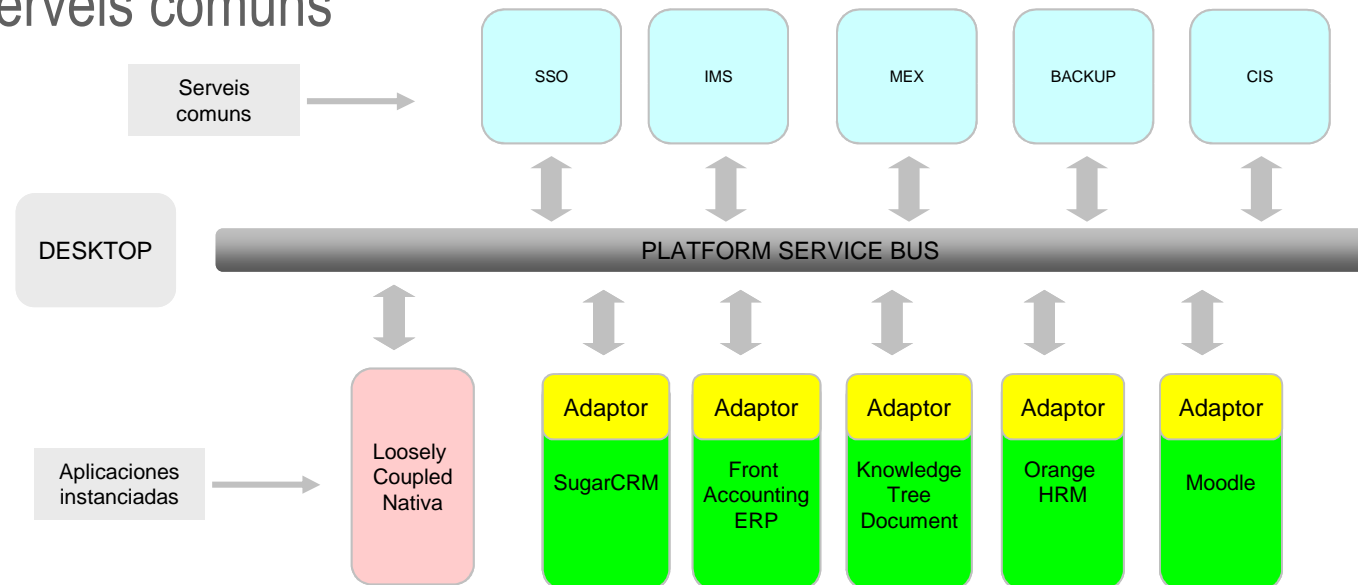 erveis comuns
Serveis
comuns
SSO
IMS
MEX
BACKUP
CIS
DESKTOP
PLATFORM SERVICE BUS
Aplicaciones
instanciadas
Loosely
Coupled
Nativa
Adaptor
SugarCRM
Adaptor
Front
Accounting
ERP
Adaptor
Knowledge
Tree
Document
Adaptor
Orange
HRM
Adaptor
Moodle